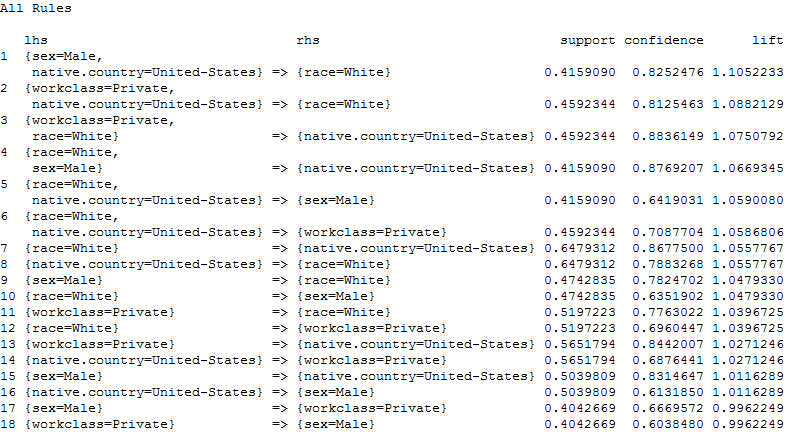 All Rules
lhs rhs support confidence lift
1 {sex=Male,
native.country=United-States} => {race=White} 0.4159090 0.8252476 1.1052233
2 {workclass=Private,
native.country=United-States} => {race=White} 0.4592344 0.8125463 1.0882129
3 {workclass=Private,
race=White} => {native.country=United-States} 0.4592344 0.8836149 1.0750792
4 {race=White,
sex=Male} => {native.country=United-States} 0.4159090 0.8769207 1.0669345
5 {race=White,
native.country=United-States} => {sex=Male} 0.4159090 0.6419031 1.0590080
6 {race=White,
native.country=United-States} => {workclass=Private} 0.4592344 0.7087704 1.0586806
7 {race=White} => {native.country=United-States} 0.6479312 0.8677500 1.0557767
8 {native.country=United-States} => {race=White} 0.6479312 0.7883268 1.0557767
9 {sex=Male} => {race=White} 0.4742835 0.7824702 1.0479330
10 {race=White} => {sex=Male} 0.4742835 0.6351902 1.0479330
11 {workclass=Private} => {race=White} 0.5197223 0.7763022 1.0396725
12 {race=White} => {workclass=Private} 0.5197223 0.6960447 1.0396725
13 {workclass=Private} => {native.country=United-States} 0.5651794 0.8442007 1.0271246
14 {native.country=United-States} => {workclass=Private} 0.5651794 0.6876441 1.0271246
15 {sex=Male} => {native.country=United-States} 0.5039809 0.8314647 1.0116289
16 {native.country=United-States} => {sex=Male} 0.5039809 0.6131850 1.0116289
17 {sex=Male} => {workclass=Private} 0.4042669 0.6669572 0.9962249
18 {workclass=Private} => {sex=Male} 0.4042669 0.6038480 0.9962249